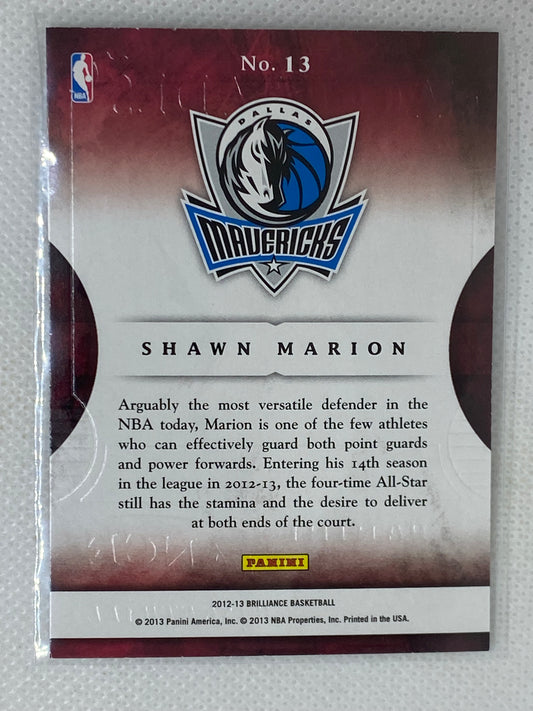 No. 13
NBA
DALLAS
MAVERICKS
SHAWN MARION
Arguably the most versatile defender in the
NBA today, Marion is one of the few athletes
who can effectively guard both point guards
and power forwards. Entering his 14th season
in the league in 2012-13, the four-time All-Star
still has the stamina and the desire to deliver
at both ends of the court.
PANINI
2012-13 BRILLIANCE BASKETBALL
© 2013 Panini America, Inc. © 2013 NBA Properties, Inc. Printed in the USA.